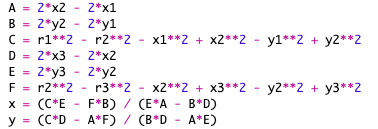 A = 2*x2 - 2*x1
B = 2*y2 - 2*y1
C = r1**2 - r2**2 - x1**2 + x2**2 - y1**2 + y2**2
D = 2*x3 - 2*x2
E = 2*y3 - 2*y2
F = r2**2 - r3**2 - x2**2 + x3**2 - y2**2 + y3**2
x = (C*E - F*B) / (E*A - B*D)
y = (C*D - A*F) / (B*D - A*E)